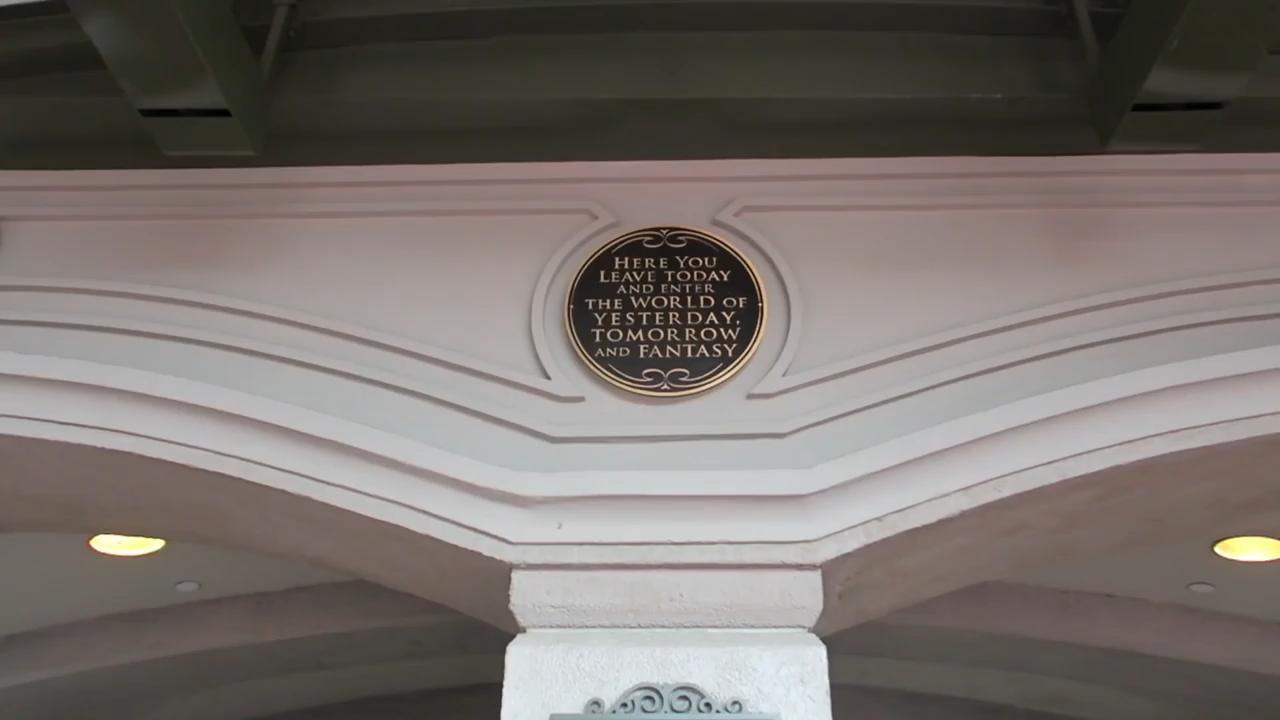 HERE YOU
LEAVE TODAY
AND ENTER
THE WORLD OF
YESTERDAY,
TOMORROW
AND FANTASY